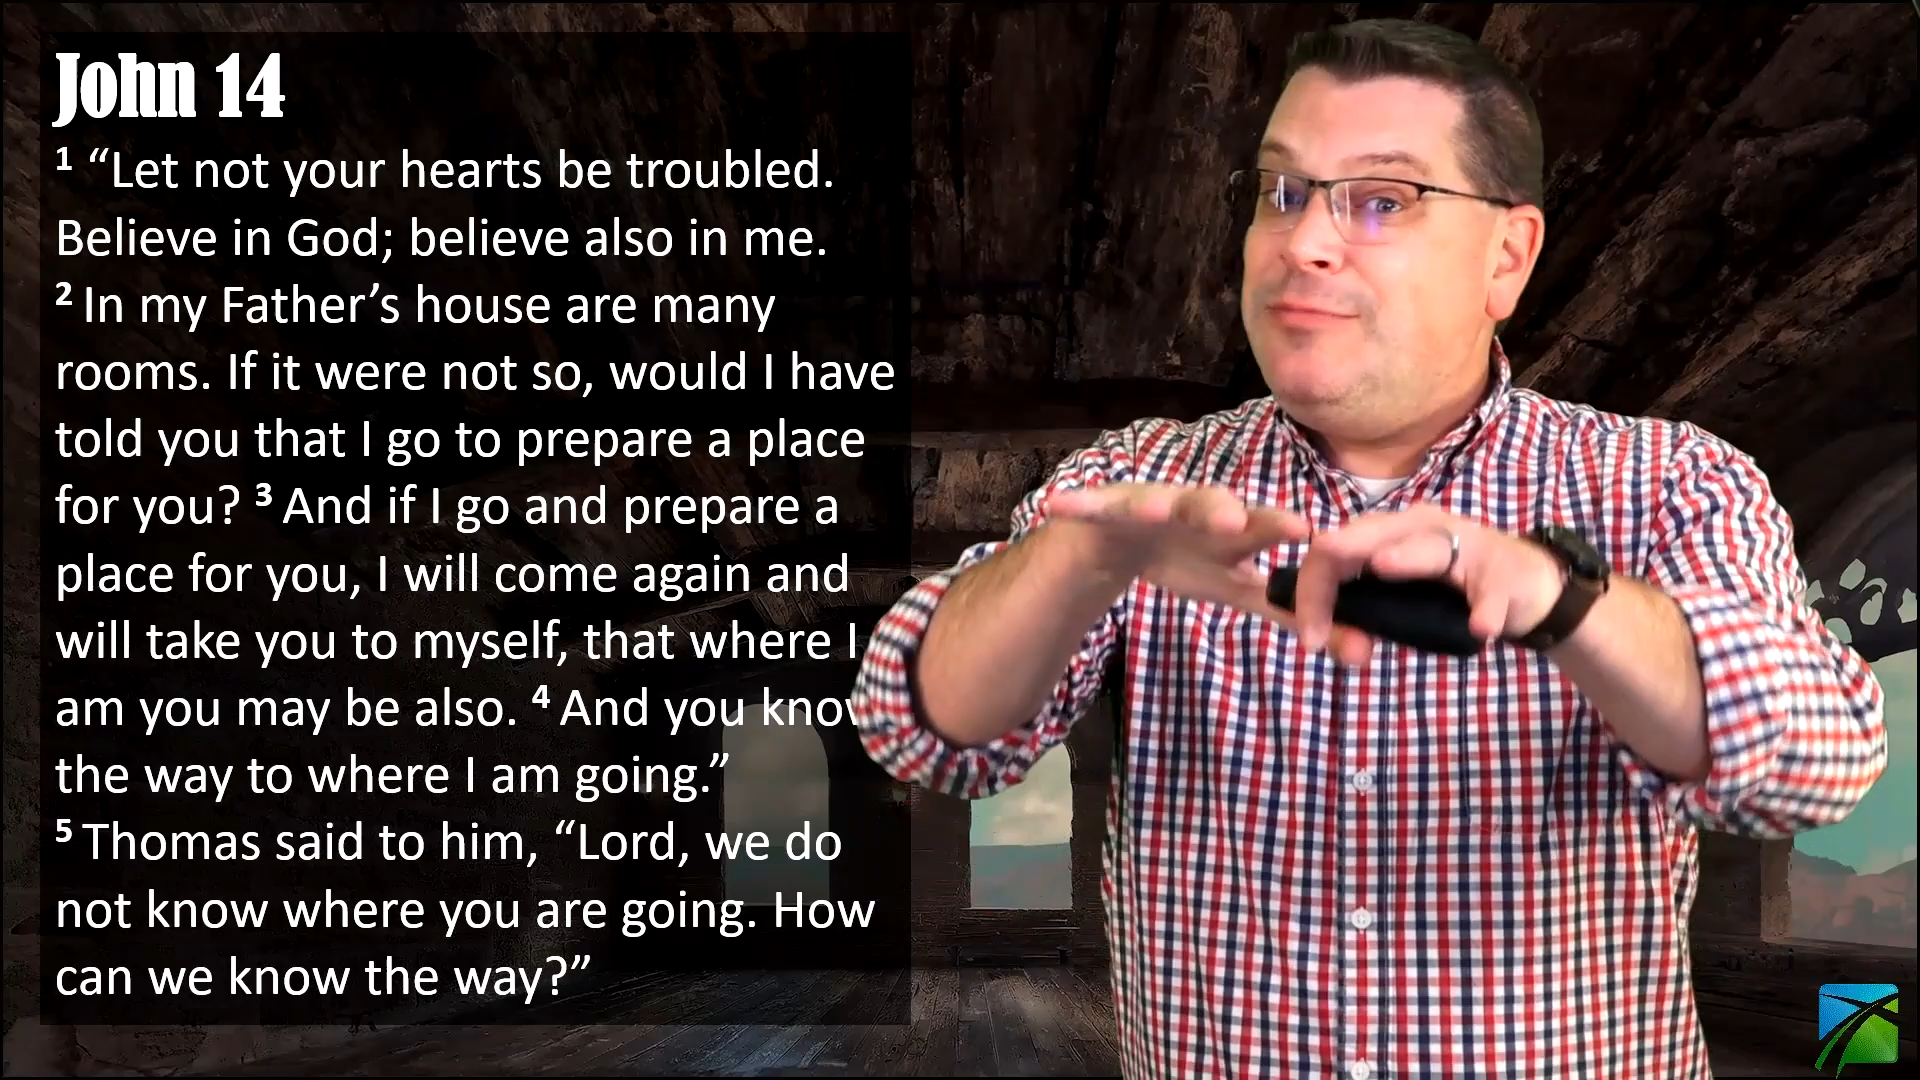 John 14
1 “Let not your hearts be troubled.
Believe in God; believe also in me.
2 In my Father’s house are many
rooms. If it were not so, would I have
told you that I go to prepare a place
for you? 3 And if I go and prepare a
place for you, I will come again and
will take you to myself, that where I
am you may be also. 4 And you know
the way to where I am going.”
5 Thomas said to him, “Lord, we do
not know where you are going. How
can we know the way?”